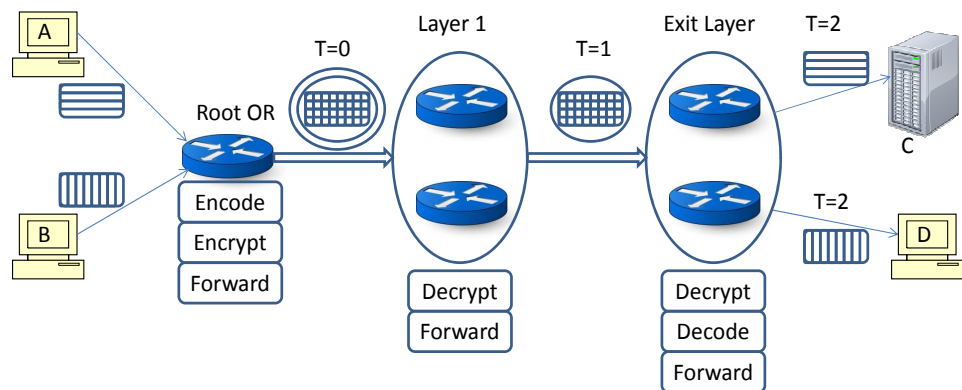 A
B
Root OR
Encode
Encrypt
Forward
T=0
Layer 1
Decrypt
Forward
T=1
Exit Layer
Decrypt
Decode
Forward
T=2
C
T=2
D